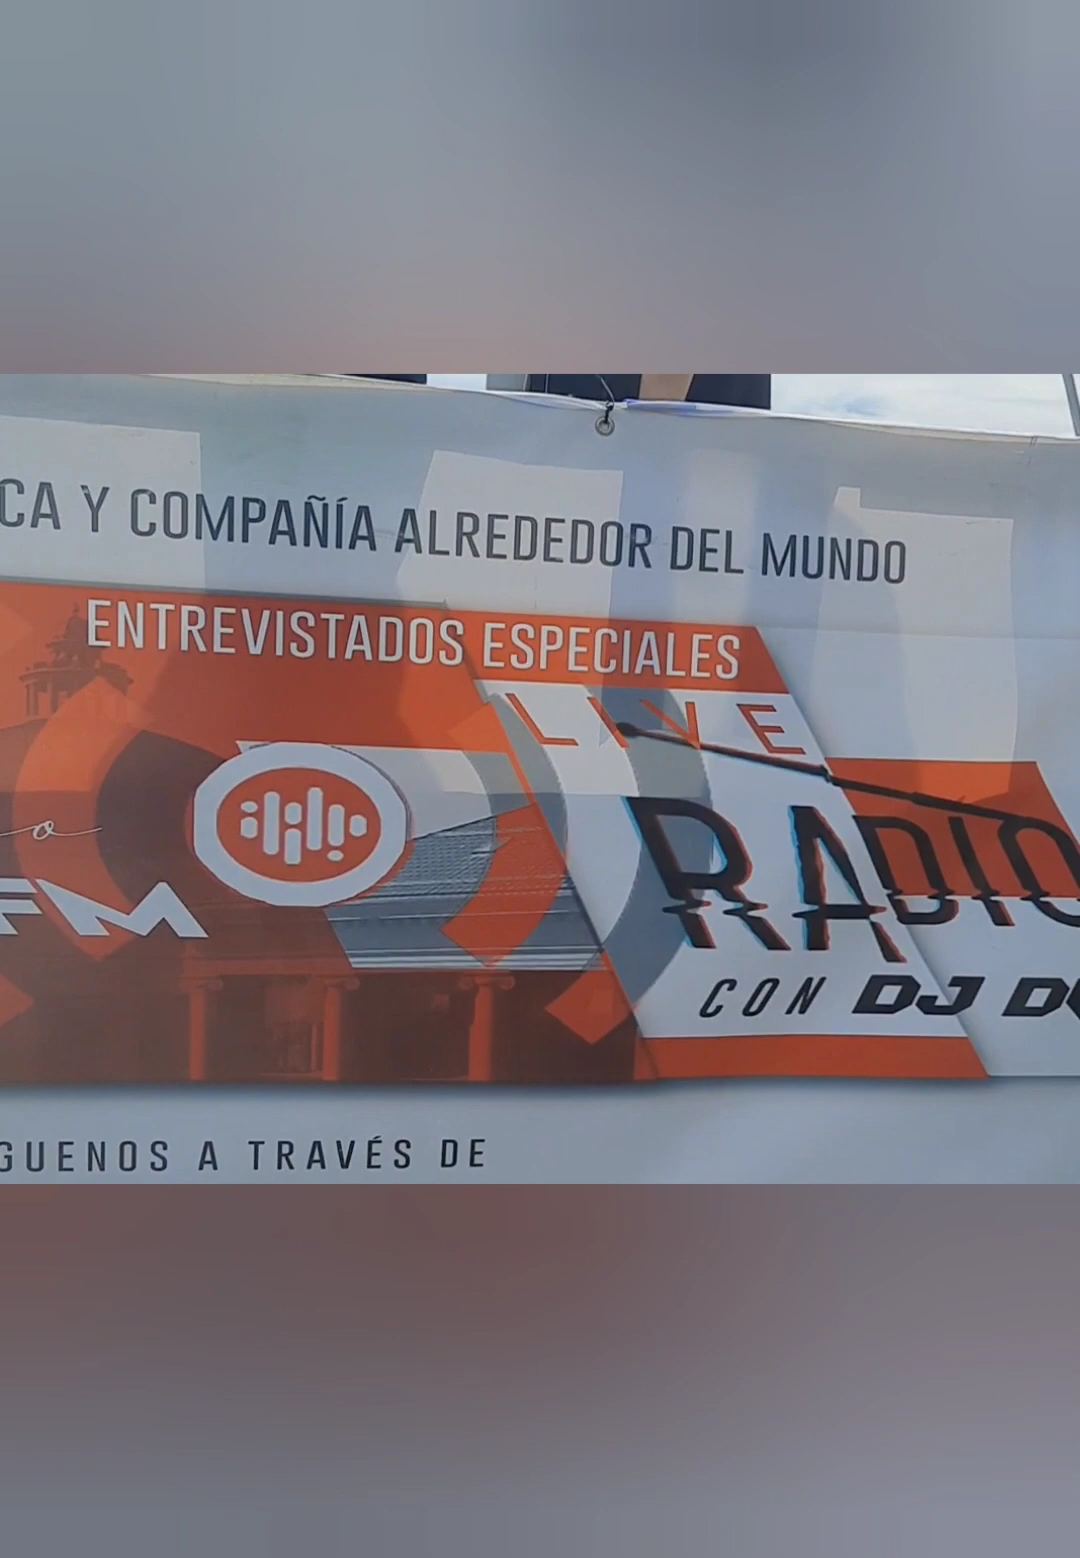 CA Y COMPAÑÍA ALREDEDOR DEL MUNDO
ENTREVISTADOS ESPECIALES
LIVE
RADIO
CON DJ
FM
GUENOS A TRAVÉS DE